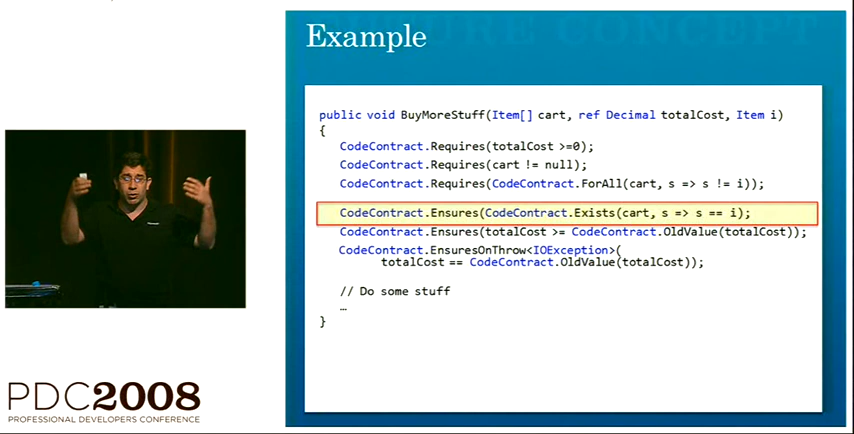 Example
public void BuyMoreStuff(Item[] cart, ref Decimal totalCost, Item i)
{
CodeContract.Requires(totalCost >=0);
CodeContract.Requires(cart != null);
CodeContract.Requires(CodeContract.ForAll(cart, s => s != i));
CodeContract.Ensures(CodeContract.Exists(cart, s => s == i);
CodeContract.Ensures(totalCost >= CodeContract.OldValue(totalCost));
CodeContract.EnsuresOnThrow<IOException>(
totalCost == CodeContract.OldValue(totalCost));
// Do some stuff
…
}
PDC2008
PROFESSIONAL DEVELOPERS CONFERENCE